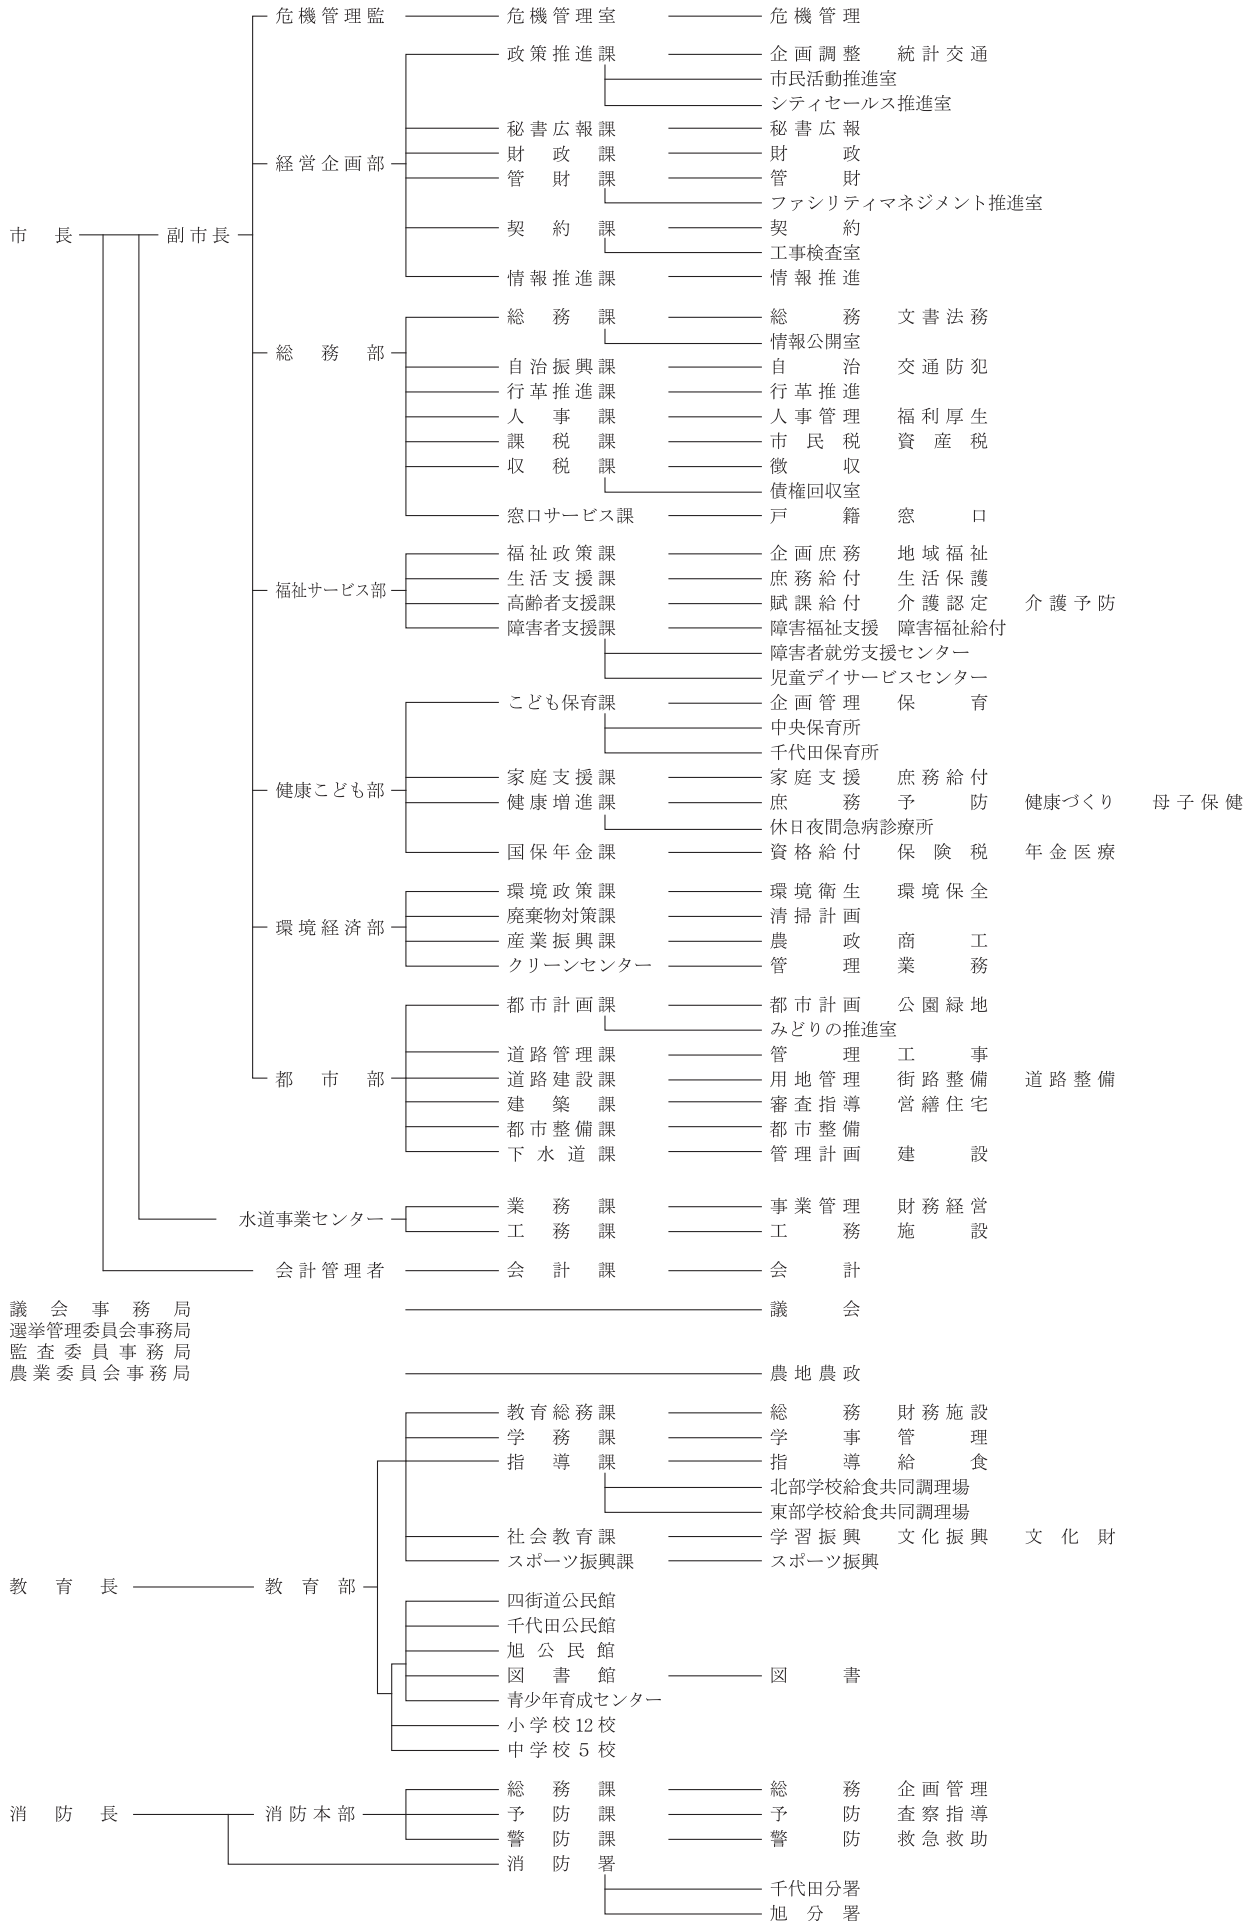 危機管理監 危機管理室 危機管理
政策推進課 企画調整 統計交通
市民活動推進室
シティセールス推進室
秘書広報課 秘書広報
財政課 財政
経営企画部
管財課 管財
ファシリティマネジメント推進室
市長 副市長 契約課 契約
工事検査室
情報推進課 情報推進
総務課 総務 文書法務
情報公開室
総務部
自治振興課 自治 交通防犯
行革推進課 行革推進
人事課 人事管理 福利厚生
課税課 市民税 資産税
収税課 徴収
債権回収室
窓口サービス課 戸籍 窓口
福祉政策課 企画庶務 地域福祉
生活支援課 庶務給付 生活保護
福祉サービス部
高齢者支援課 賦課給付 介護認定 介護予防
障害者支援課 障害福祉支援 障害福祉給付
障害者就労支援センター
児童デイサービスセンター
こども保育課 企画管理 保育
中央保育所
千代田保育所
家庭支援課 家庭支援 庶務給付
健康こども部
健康増進課 庶務 予防 健康づくり 母子保健
休日夜間急病診療所
国保年金課 資格給付 保険税 年金医療
環境政策課 環境衛生 環境保全
廃棄物対策課 清掃計画
環境経済部
産業振興課 農政 商工
クリーンセンター 管理 業務
都市計画課 都市計画 公園緑地
みどりの推進室
道路管理課 管理 工事
都市部 道路建設課 用地管理 街路整備 道路整備
建築課 審査指導 営繕住宅
都市整備課 都市整備
下水道課 管理計画 建設
業務課 事業管理 財務経営
水道事業センター
工務課 工務 施設
会計管理者 会計課 会計
議会事務局 議会
選挙管理委員会事務局
監査委員事務局
農業委員会事務局 農地農政
教育総務課 総務 財務施設
学務課 学事 管理
指導課 指導 給食
北部学校給食共同調理場
東部学校給食共同調理場
社会教育課 学習振興 文化振興 文化財
スポーツ振興課 スポーツ振興
教育長 教育部
四街道公民館
千代田公民館
旭公民館
図書館 図書
青少年育成センター
小学校12校
中学校5校
総務課 総務 企画管理
消防長 消防本部 予防課 予防 査察指導
警防課 警防 救急救助
消防署
千代田分署
旭分署